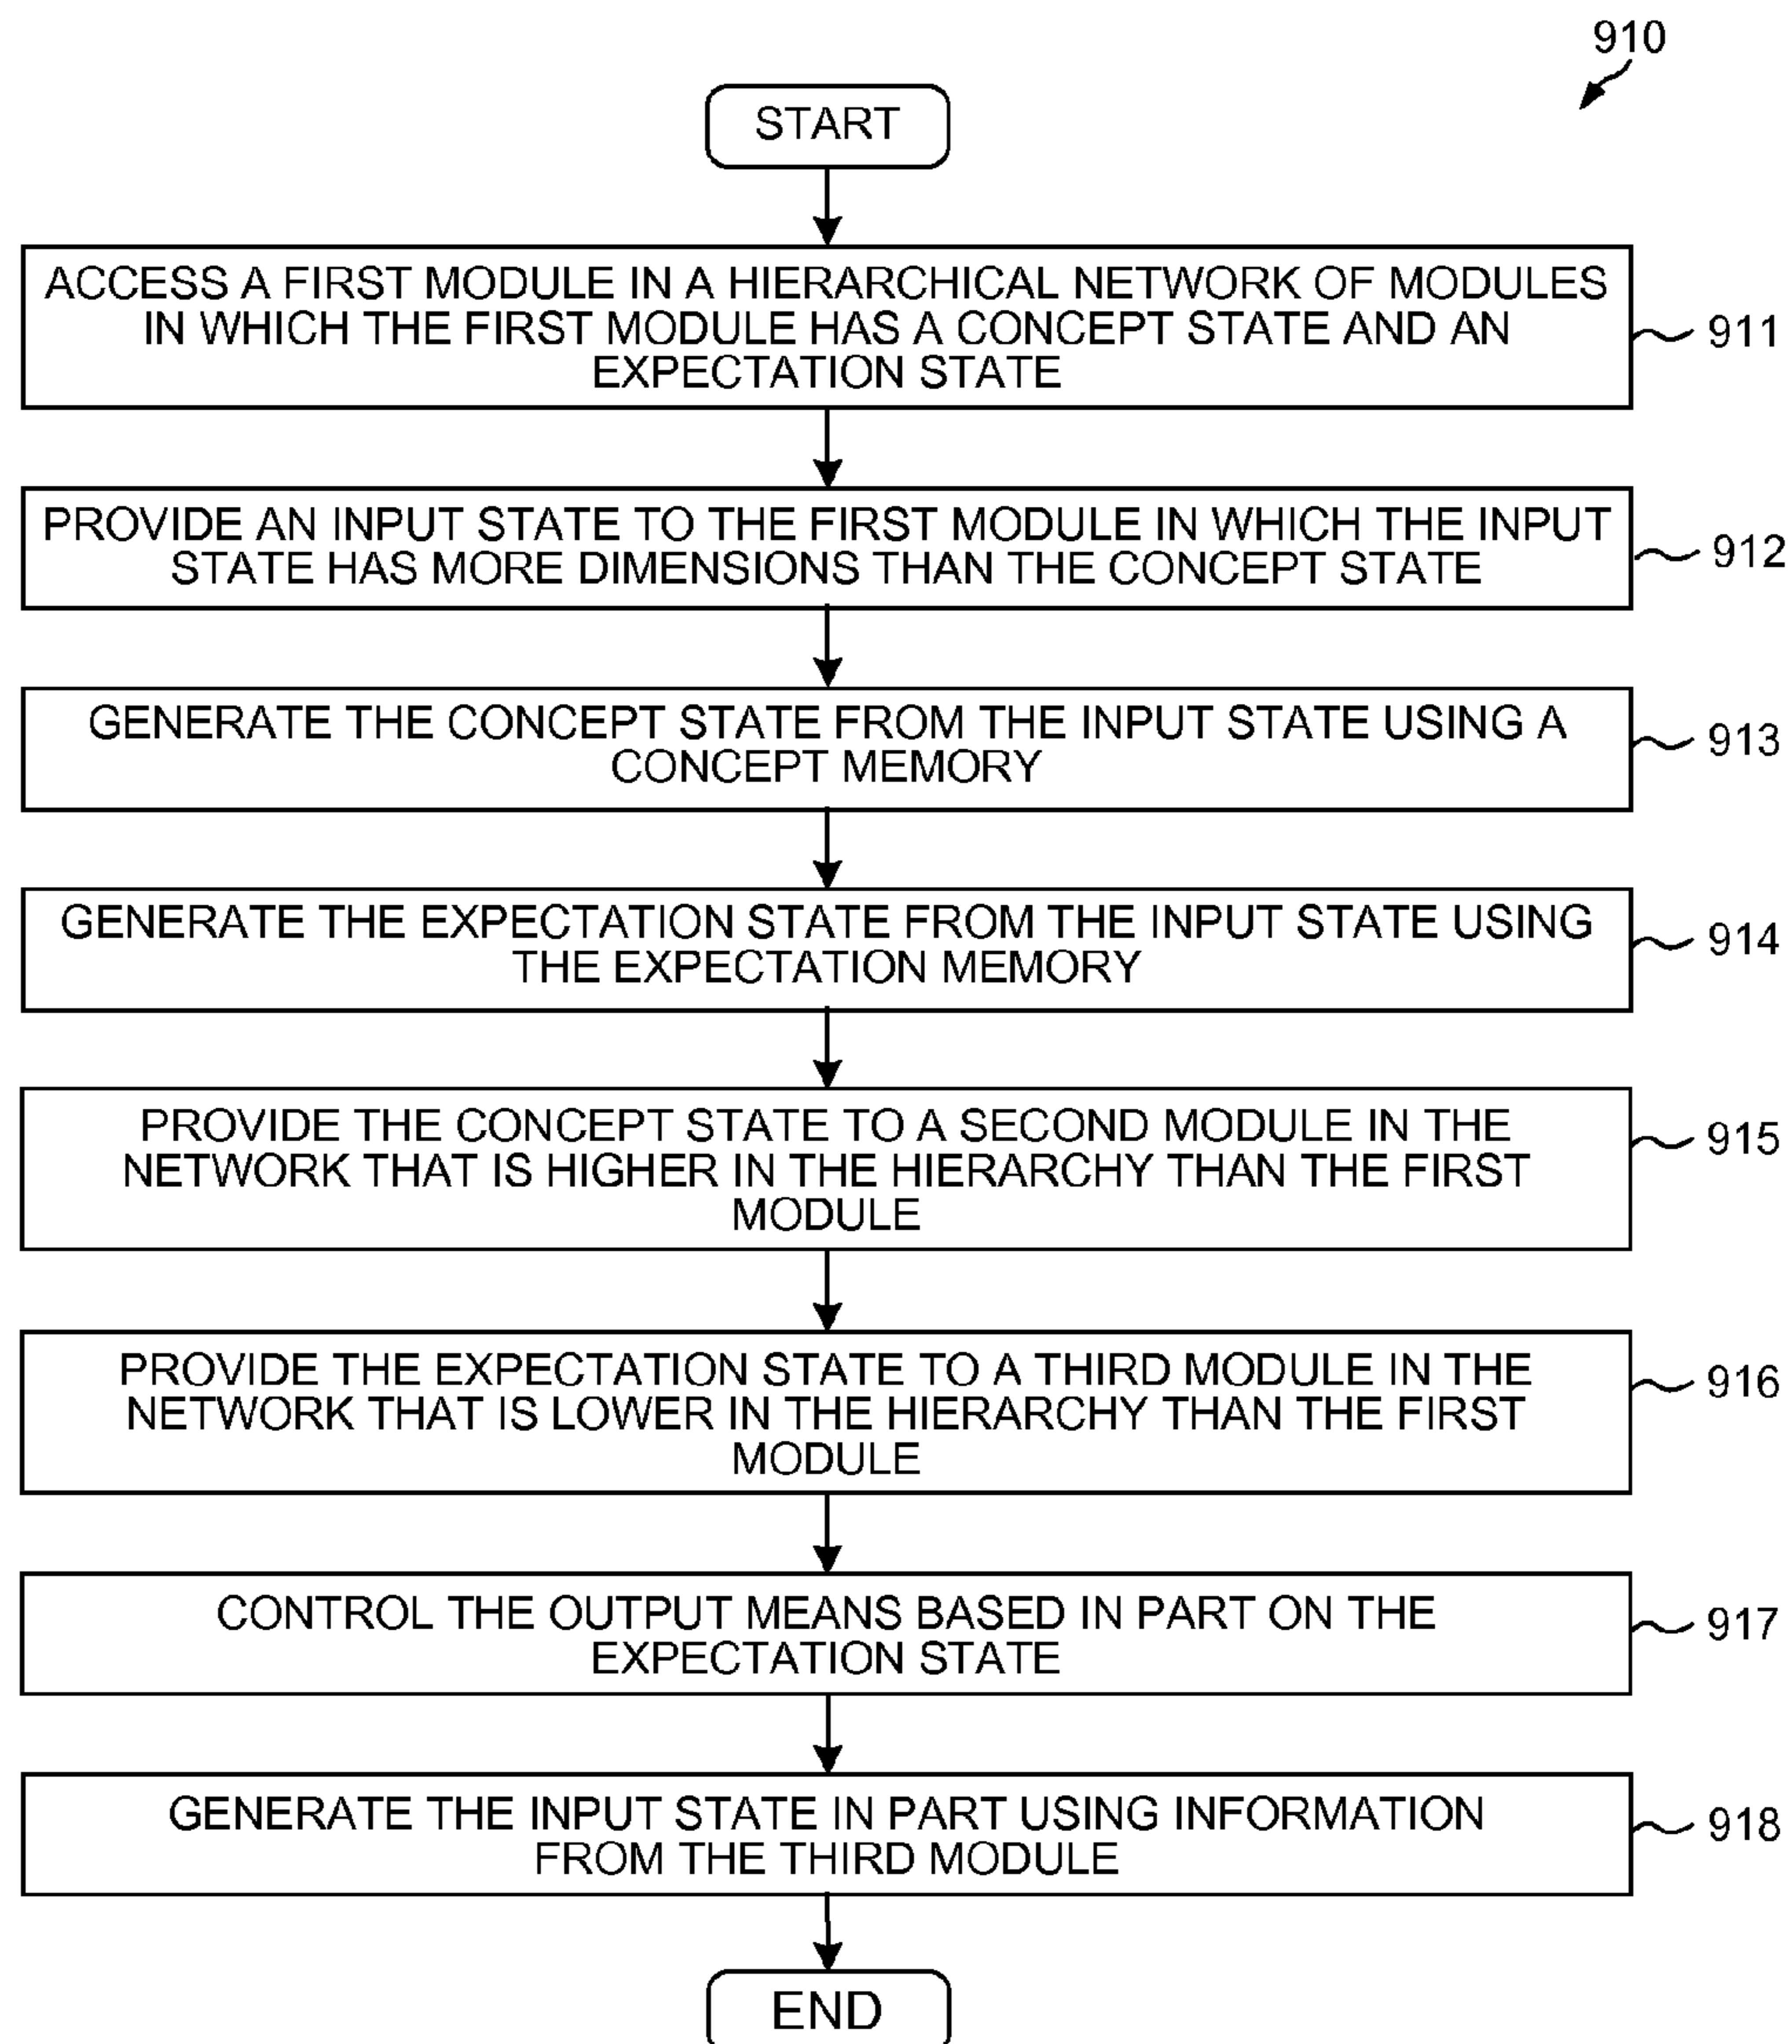 910
START
ACCESS A FIRST MODULE IN A HIERARCHICAL NETWORK OF MODULES
IN WHICH THE FIRST MODULE HAS A CONCEPT STATE AND AN
EXPECTATION STATE
911
PROVIDE AN INPUT STATE TO THE FIRST MODULE IN WHICH THE INPUT
STATE HAS MORE DIMENSIONS THAN THE CONCEPT STATE
912
GENERATE THE CONCEPT STATE FROM THE INPUT STATE USING A
CONCEPT MEMORY
913
GENERATE THE EXPECTATION STATE FROM THE INPUT STATE USING
THE EXPECTATION MEMORY
914
PROVIDE THE CONCEPT STATE TO A SECOND MODULE IN THE
NETWORK THAT IS HIGHER IN THE HIERARCHY THAN THE FIRST
MODULE
915
PROVIDE THE EXPECTATION STATE TO A THIRD MODULE IN THE
NETWORK THAT IS LOWER IN THE HIERARCHY THAN THE FIRST
MODULE
916
CONTROL THE OUTPUT MEANS BASED IN PART ON THE
EXPECTATION STATE
917
GENERATE THE INPUT STATE IN PART USING INFORMATION
FROM THE THIRD MODULE
918
END